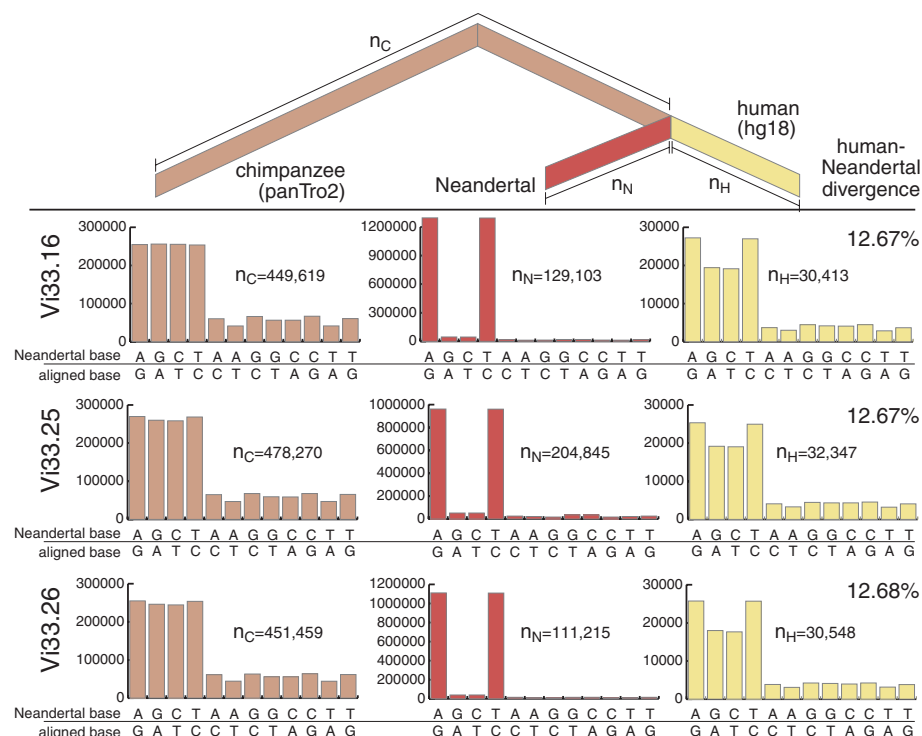 n_C
human
(hg18)
human-
Neandertal
divergence
chimpanzee
(panTro2)
Neandertal
n_N
n_H
Vi33.16
300000
200000
100000
0
n_C=449,619
1200000
800000
400000
0
n_N=129,103
30000
20000
10000
0
n_H=30,413
12.67%
Neandertal base A G C T A A G G C C T T A G C T A A G G C C T T A G C T A A G G C C T T
aligned base G A T C C T C T A G A G G A T C C T C T A G A G G A T C C T C T A G A G
Vi33.25
300000
200000
100000
0
n_C=478,270
1000000
800000
600000
400000
200000
0
n_N=204,845
30000
20000
10000
0
n_H=32,347
12.67%
Neandertal base A G C T A A G G C C T T A G C T A A G G C C T T A G C T A A G G C C T T
aligned base G A T C C T C T A G A G G A T C C T C T A G A G G A T C C T C T A G A G
Vi33.26
300000
200000
100000
0
n_C=451,459
1200000
1000000
800000
600000
400000
200000
0
n_N=111,215
30000
20000
10000
0
n_H=30,548
12.68%
Neandertal base A G C T A A G G C C T T A G C T A A G G C C T T A G C T A A G G C C T T
aligned base G A T C C T C T A G A G G A T C C T C T A G A G G A T C C T C T A G A G